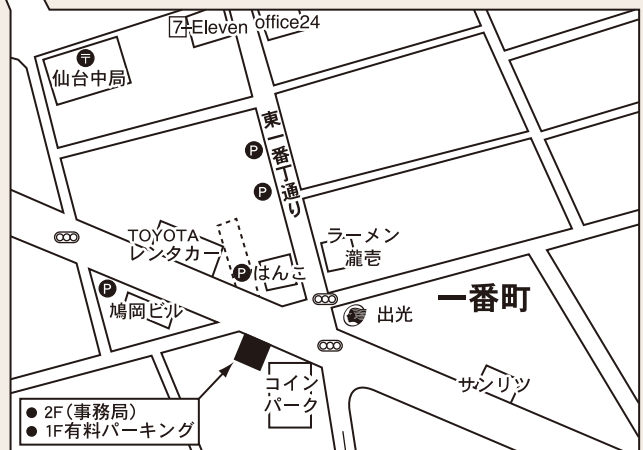 7-Eleven
office24
〒
仙台中局
東一番丁通り
P
P
TOYOTA
レンタカー
ラーメン
瀧壱
P
はんこ
P
鳩岡ビル
一番町
出光
コイン
パーク
サンリツ
● 2F(事務局)
● 1F有料パーキング